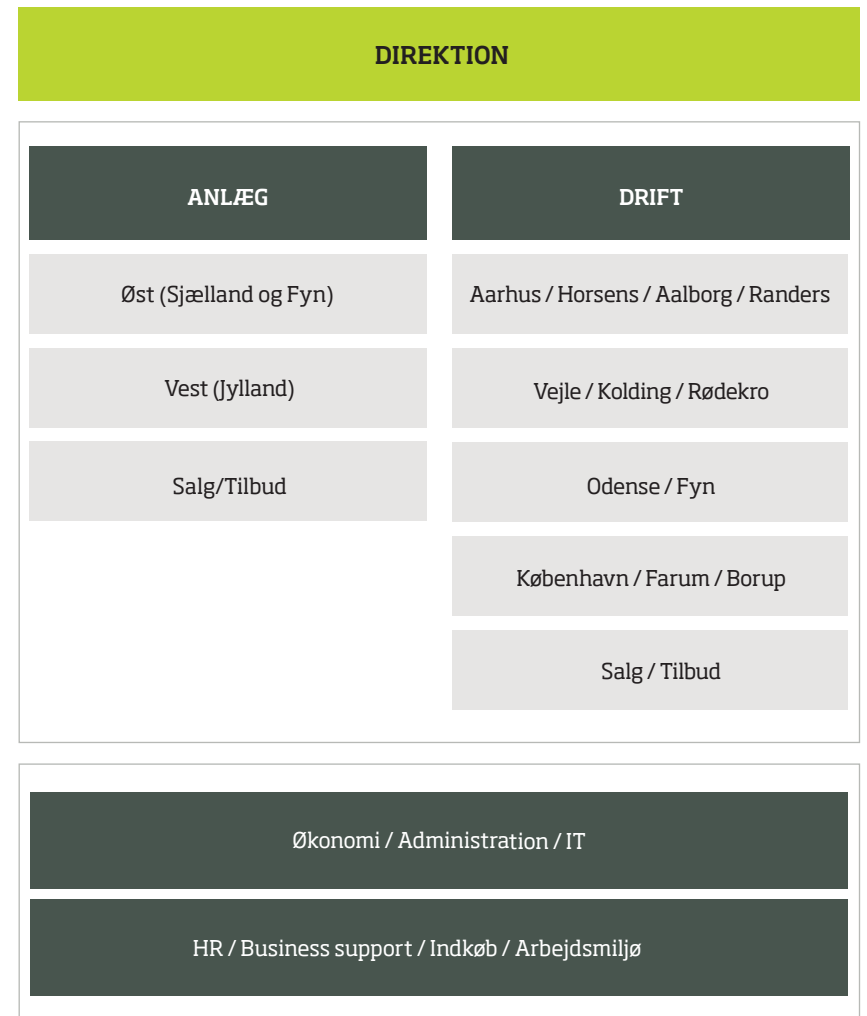 DIREKTION
ANLÆG
Øst (Sjælland og Fyn)
Vest (Jylland)
Salg/Tilbud
DRIFT
Aarhus / Horsens / Aalborg / Randers
Vejle / Kolding / Rødekro
Odense / Fyn
København / Farum / Borup
Salg / Tilbud
Økonomi / Administration / IT
HR / Business support / Indkøb / Arbejdsmiljø